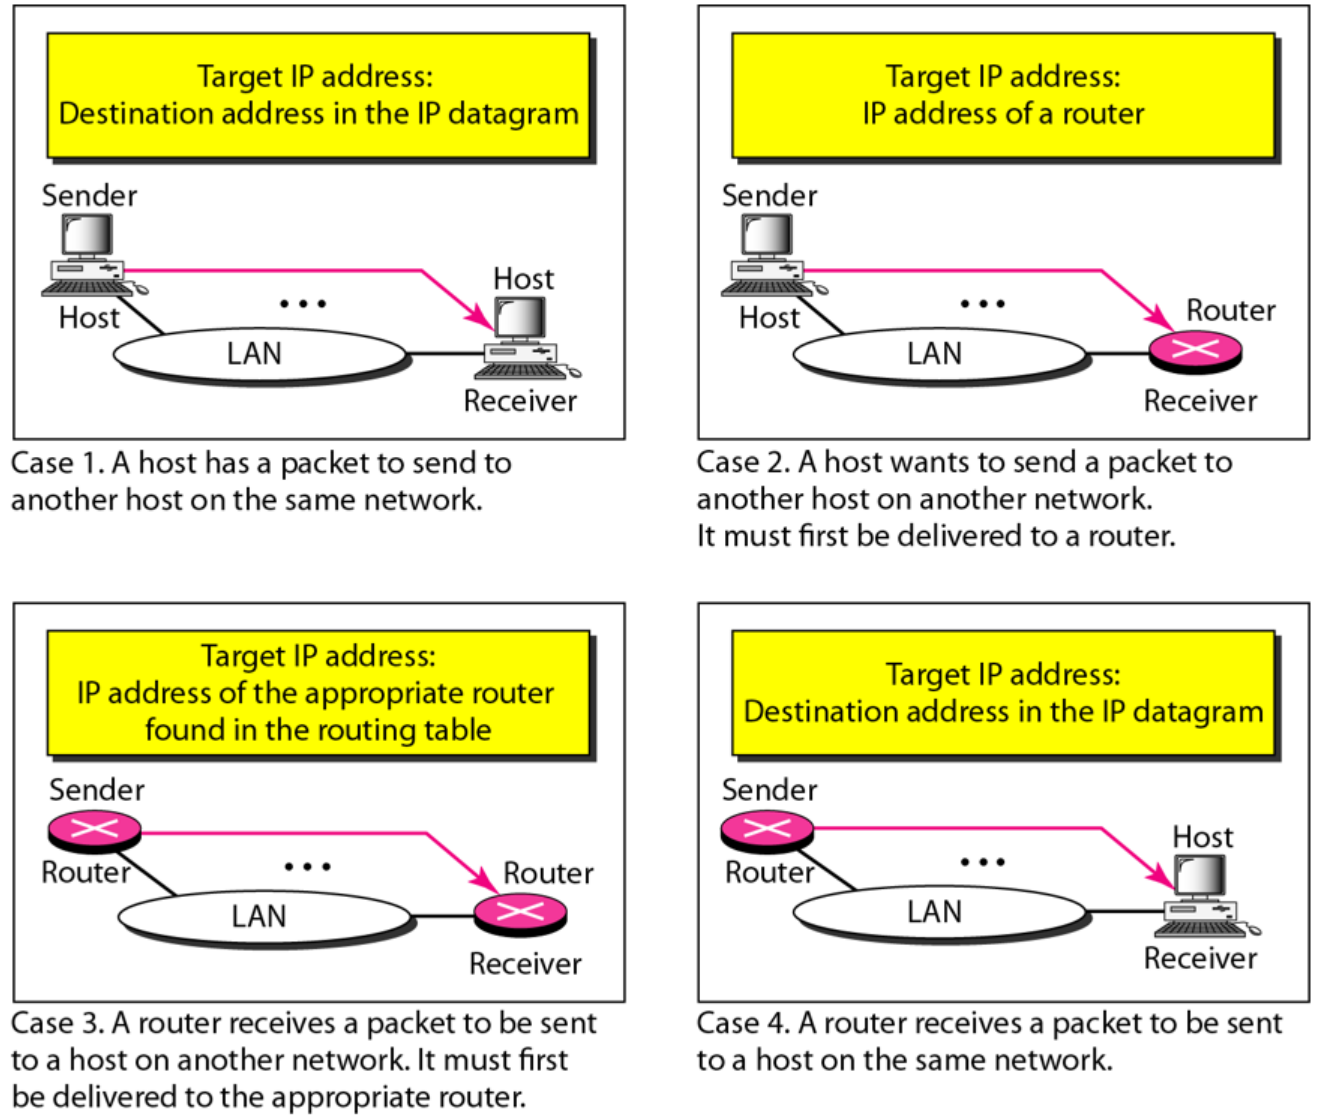 Target IP address:
Destination address in the IP datagram
Sender
Host
Host
LAN
Receiver
Case 1. A host has a packet to send to
another host on the same network.
Target IP address:
IP address of a router
Sender
Host
Router
LAN
Receiver
Case 2. A host wants to send a packet to
another host on another network.
It must first be delivered to a router.
Target IP address:
IP address of the appropriate router
found in the routing table
Sender
Router
Router
LAN
Receiver
Case 3. A router receives a packet to be sent
to a host on another network. It must first
be delivered to the appropriate router.
Target IP address:
Destination address in the IP datagram
Sender
Host
Router
LAN
Receiver
Case 4. A router receives a packet to be sent
to a host on the same network.